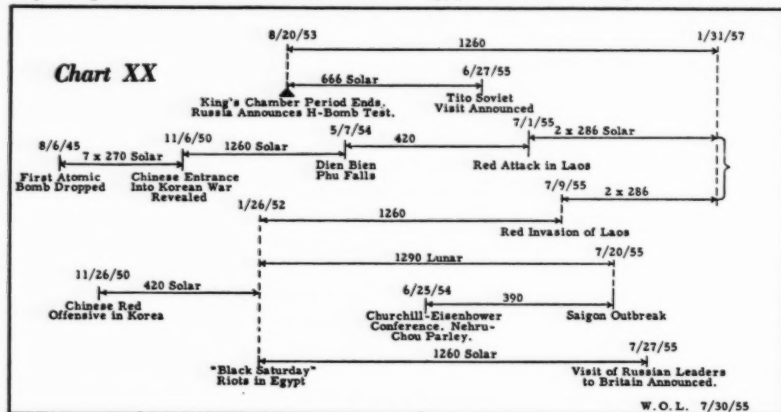 8/20/53
1/31/57
1260
Chart XX
666 Solar
6/27/55
King's Chamber Period Ends.
Russia Announces H-Bomb Test.
Tito Soviet
Visit Announced
8/6/45
11/6/50
5/7/54
7/1/55
7 x 270 Solar
1260 Solar
420
2 x 286 Solar
First Atomic
Bomb Dropped
Chinese Entrance
Into Korean War
Revealed
Dien Bien
Phu Falls
Red Attack in Laos
1/26/52
7/9/55
1260
2 x 286
Red Invasion of Laos
1290 Lunar
7/20/55
11/26/50
420 Solar
6/25/54
390
Chinese Red
Offensive in Korea
Churchill-Eisenhower
Conference. Nehru-
Chou Parley.
Saigon Outbreak
1260 Solar
7/27/55
"Black Saturday"
Riots in Egypt
Visit of Russian Leaders
to Britain Announced.
W.O.L. 7/30/55